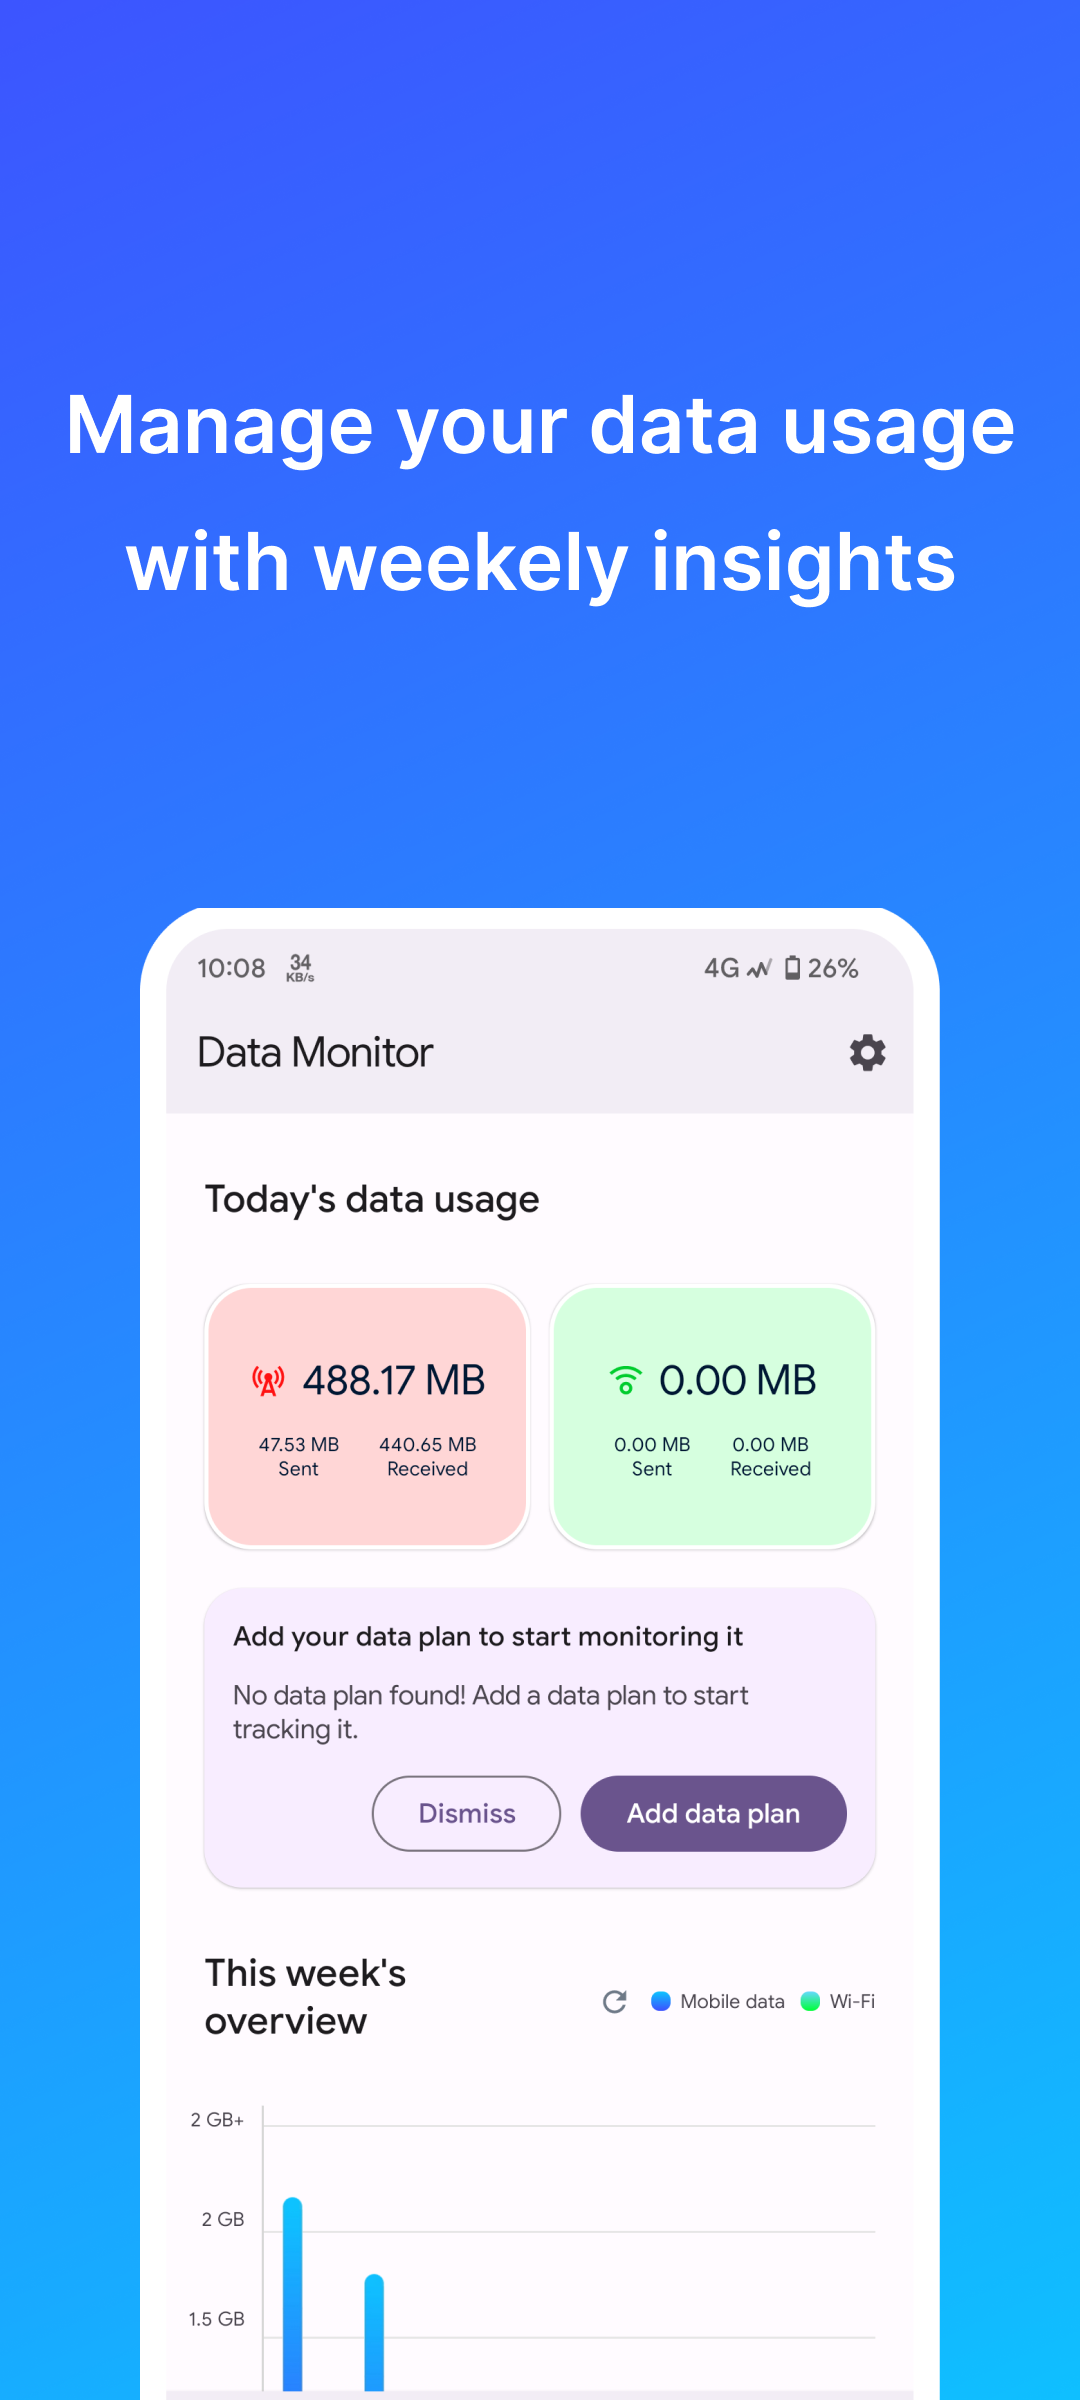 Manage your data usage
with weekely insights
10:08 34 KB/s 4G 26%
Data Monitor
Today's data usage
488.17 MB
47.53 MB 440.65 MB
Sent Received
0.00 MB
0.00 MB 0.00 MB
Sent Received
Add your data plan to start monitoring it
No data plan found! Add a data plan to start
tracking it.
Dismiss
Add data plan
This week's
overview
Mobile data Wi-Fi
2 GB+
2 GB
1.5 GB